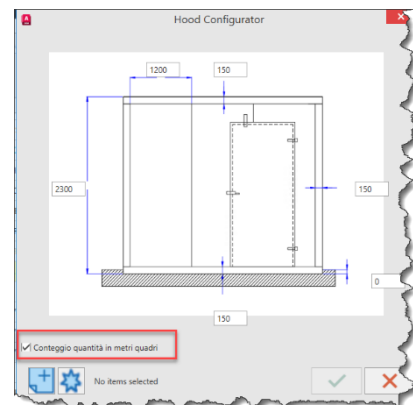 Hood Configurator
1200
150
2300
150
0
150
Conteggio quantità in metri quadri
No items selected